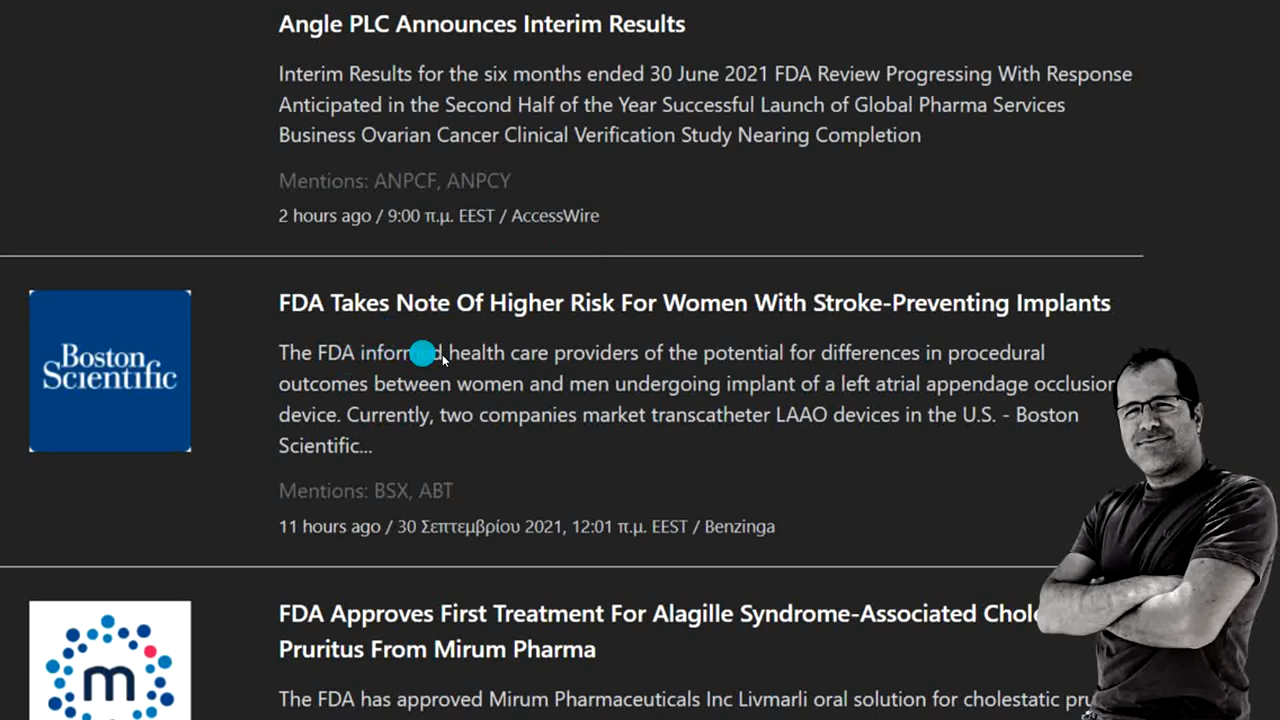 Angle PLC Announces Interim Results
Interim Results for the six months ended 30 June 2021 FDA Review Progressing With Response
Anticipated in the Second Half of the Year Successful Launch of Global Pharma Services
Business Ovarian Cancer Clinical Verification Study Nearing Completion
Mentions: ANPCF, ANPCY
2 hours ago / 9:00 π.μ. EEST / AccessWire
Boston
Scientific
FDA Takes Note Of Higher Risk For Women With Stroke-Preventing Implants
The FDA informed health care providers of the potential for differences in procedural
outcomes between women and men undergoing implant of a left atrial appendage occlusion
device. Currently, two companies market transcatheter LAAO devices in the U.S. - Boston
Scientific...
Mentions: BSX, ABT
11 hours ago / 30 Σεπτεμβρίου 2021, 12:01 π.μ. EEST / Benzinga
m
FDA Approves First Treatment For Alagille Syndrome-Associated
Pruritus From Mirum Pharma
The FDA has approved Mirum Pharmaceuticals Inc Livmarli oral solution for cholestatic